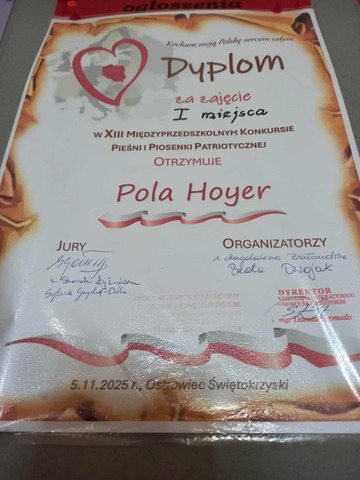 ogłoszenia
Kocham moją Polskę sercem całym
Dyplom
za zajęcie
I miejsca
w XIII Międzyprzedszkolnym Konkursie
Pieśni i Piosenki Patriotycznej
Otrzymuje
Pola Hoyer
Jury
Organizatorzy
Beata Dwojak
DYREKTOR
5.11.2025 r., Ostrowiec Świętokrzyski